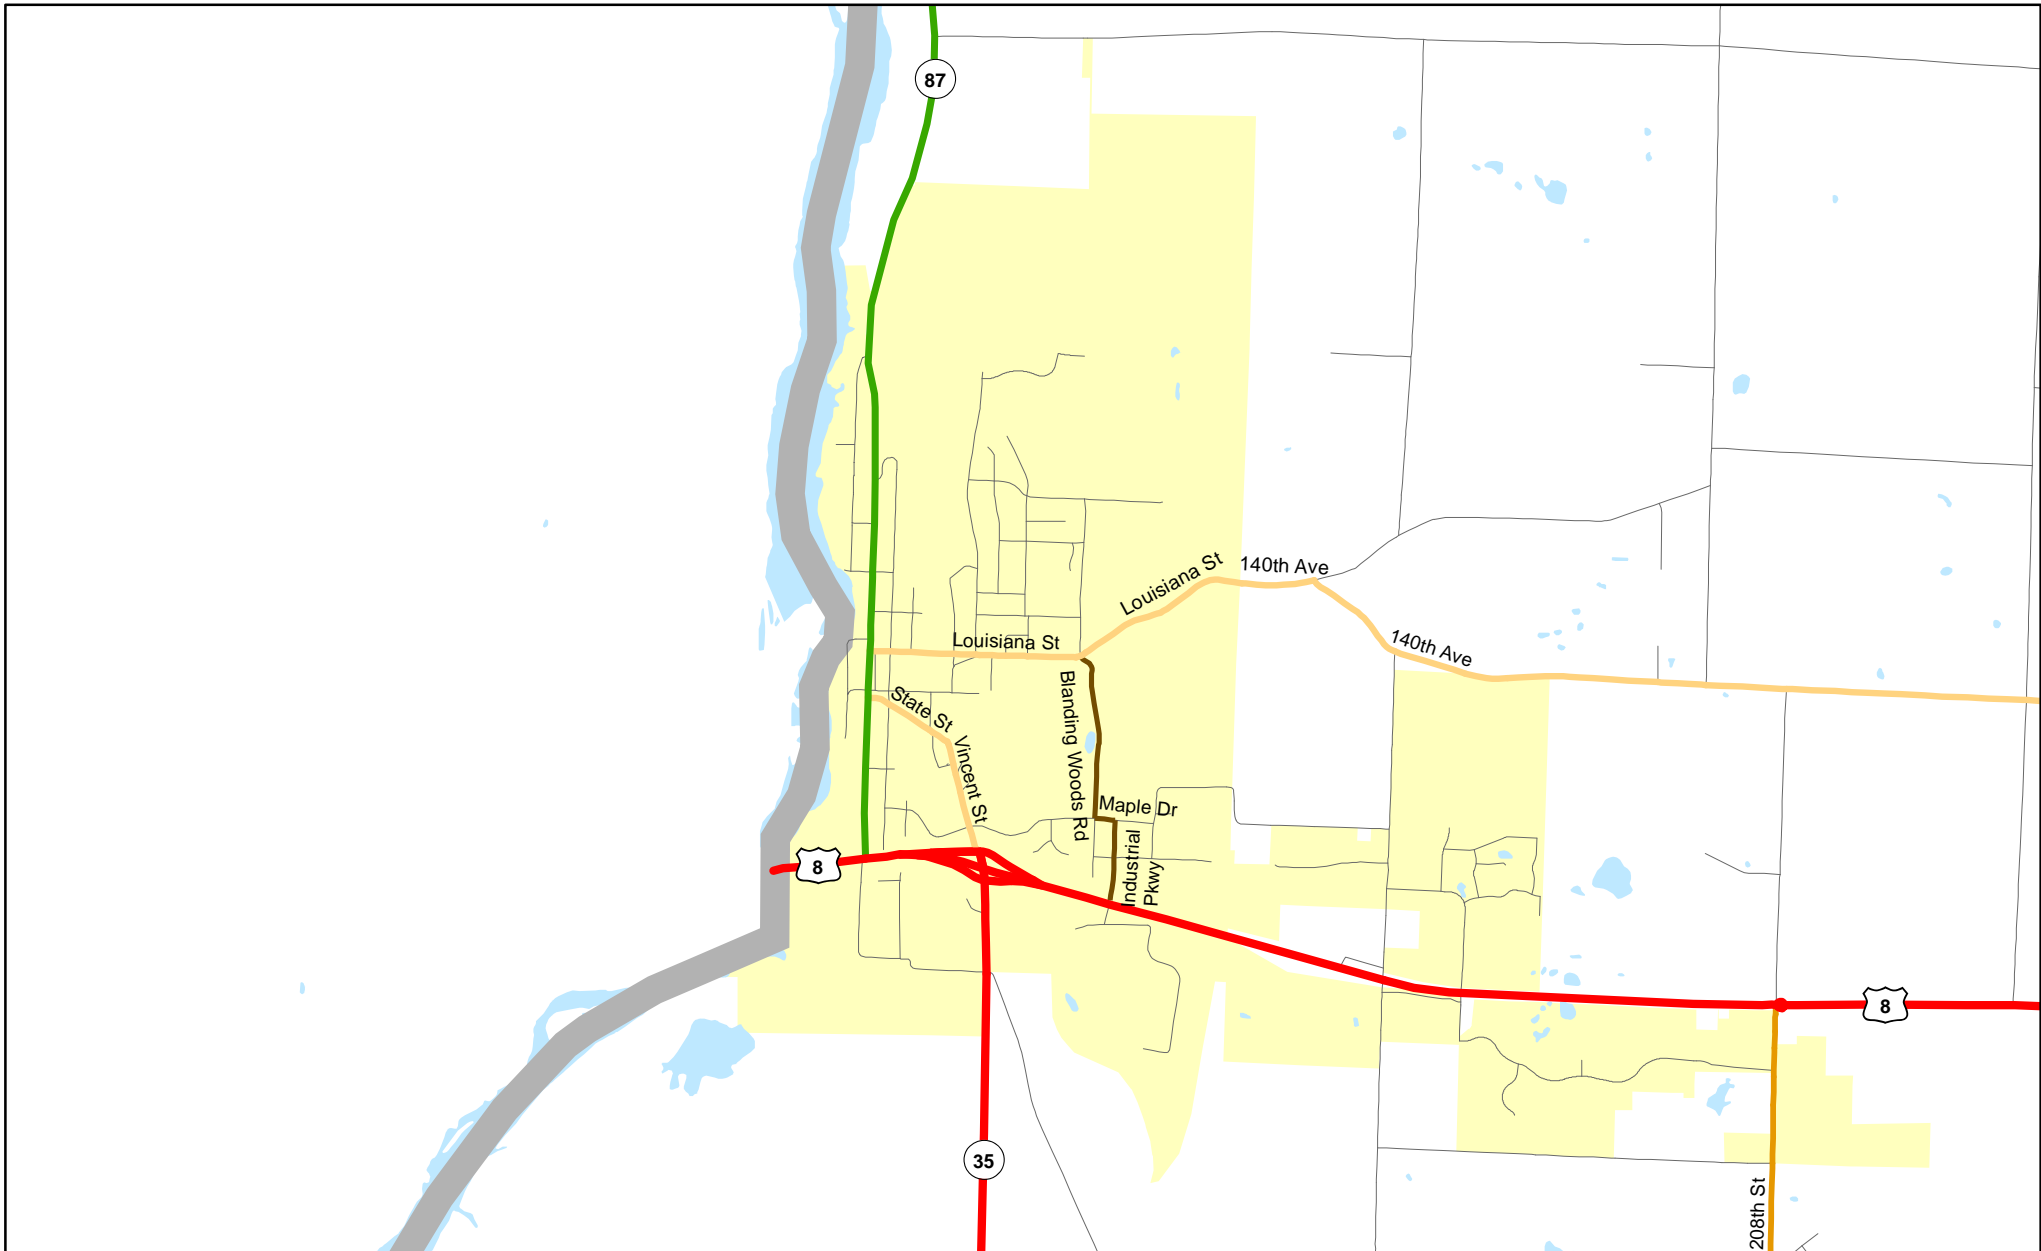 87
140th Ave
Louisiana St
Louisiana St
140th Ave
State St
Blanding Woods Rd
Vincent St
Maple Dr
Industrial
Pkwy
8
8
35
208th St